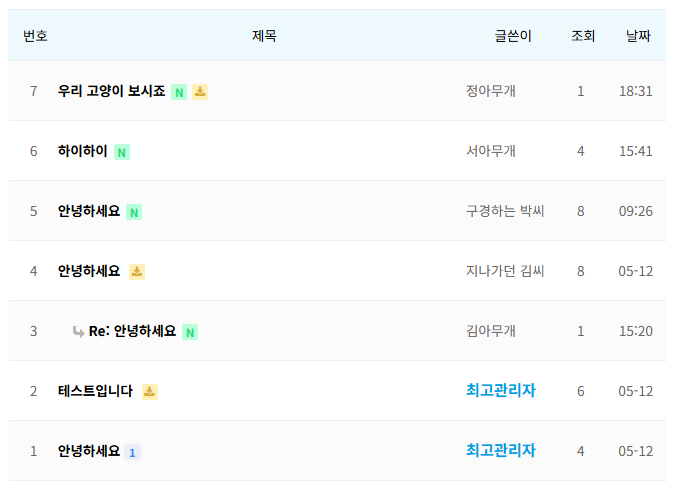 번호 제목 글쓴이 조회 날짜
7 우리 고양이 보시죠 N 정아무개 1 18:31
6 하이하이 N 서아무개 4 15:41
5 안녕하세요 N 구경하는 박씨 8 09:26
4 안녕하세요 지나가던 김씨 8 05-12
3 Re: 안녕하세요 N 김아무개 1 15:20
2 테스트입니다 최고관리자 6 05-12
1 안녕하세요 1 최고관리자 4 05-12